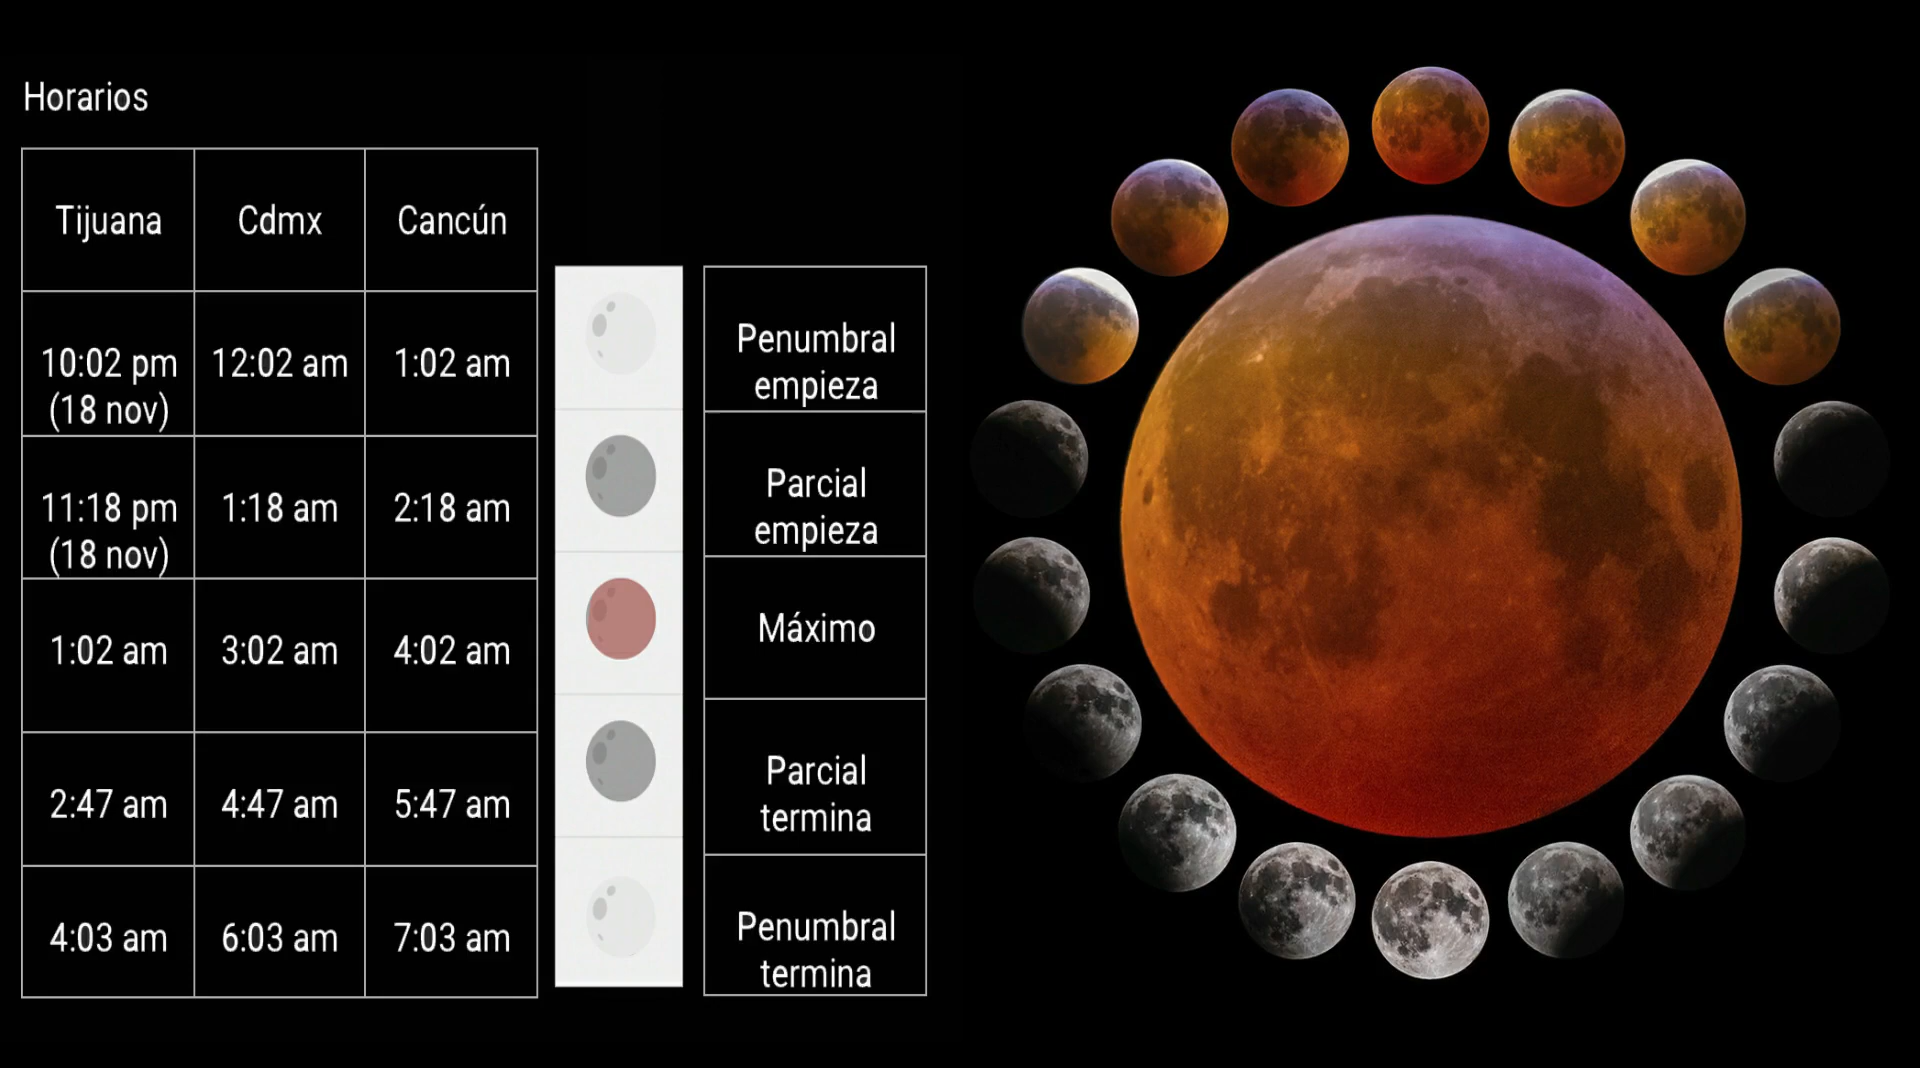 Horarios
Tijuana Cdmx Cancún
10:02 pm
(18 nov) 12:02 am 1:02 am Penumbral
empieza
11:18 pm
(18 nov) 1:18 am 2:18 am Parcial
empieza
1:02 am 3:02 am 4:02 am Máximo
2:47 am 4:47 am 5:47 am Parcial
termina
4:03 am 6:03 am 7:03 am Penumbral
termina